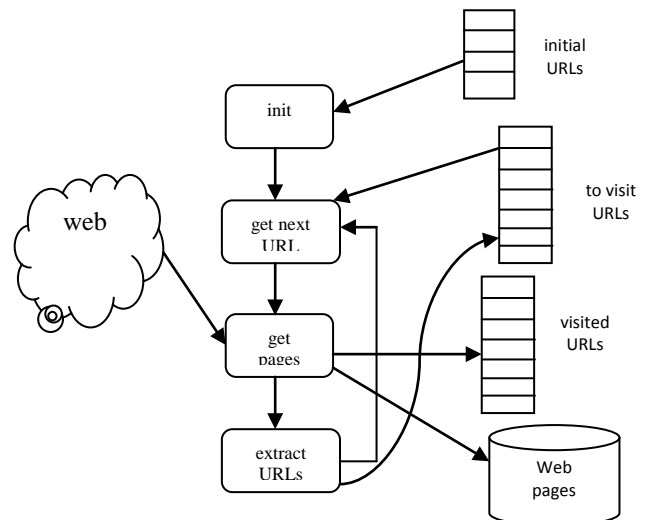 initial
URLs
init
to visit
URLs
web
get next
URL
visited
URLs
get
pages
extract
URLs
Web
pages